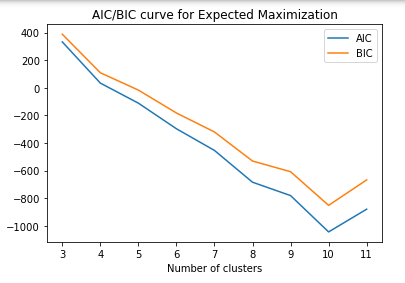 AIC/BIC curve for Expected Maximization
400
200
0
−200
−400
−600
−800
−1000
AIC
BIC
3 4 5 6 7 8 9 10 11
Number of clusters